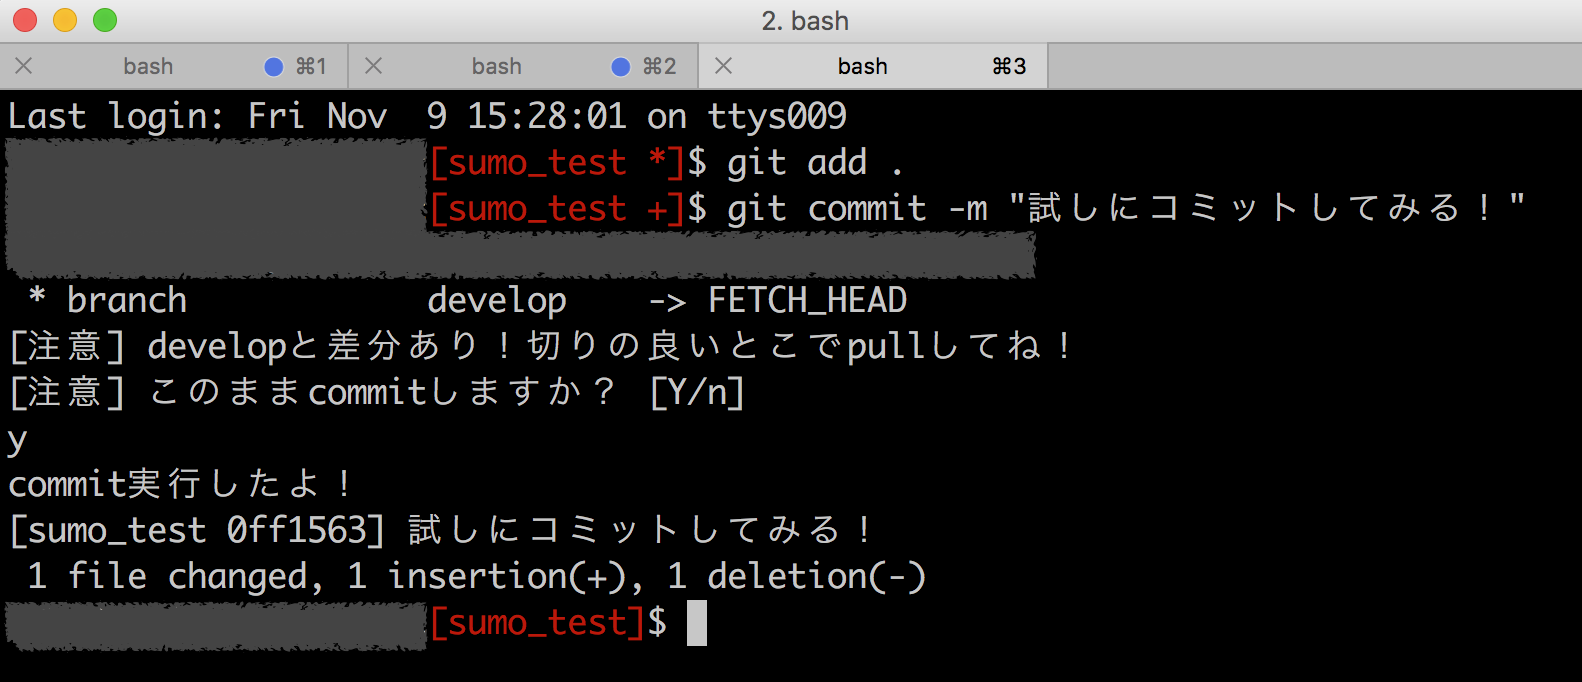 2. bash
bash ⌘1 bash ⌘2 bash ⌘3
Last login: Fri Nov  9 15:28:01 on ttys009
[sumo_test *]$ git add .
[sumo_test +]$ git commit -m "試しにコミットしてみる！"
 * branch            develop    -> FETCH_HEAD
[注意] developと差分あり！切りの良いとこでpullしてね！
[注意] このままcommitしますか？ [Y/n]
y
commit実行したよ！
[sumo_test 0ff1563] 試しにコミットしてみる！
 1 file changed, 1 insertion(+), 1 deletion(-)
[sumo_test]$